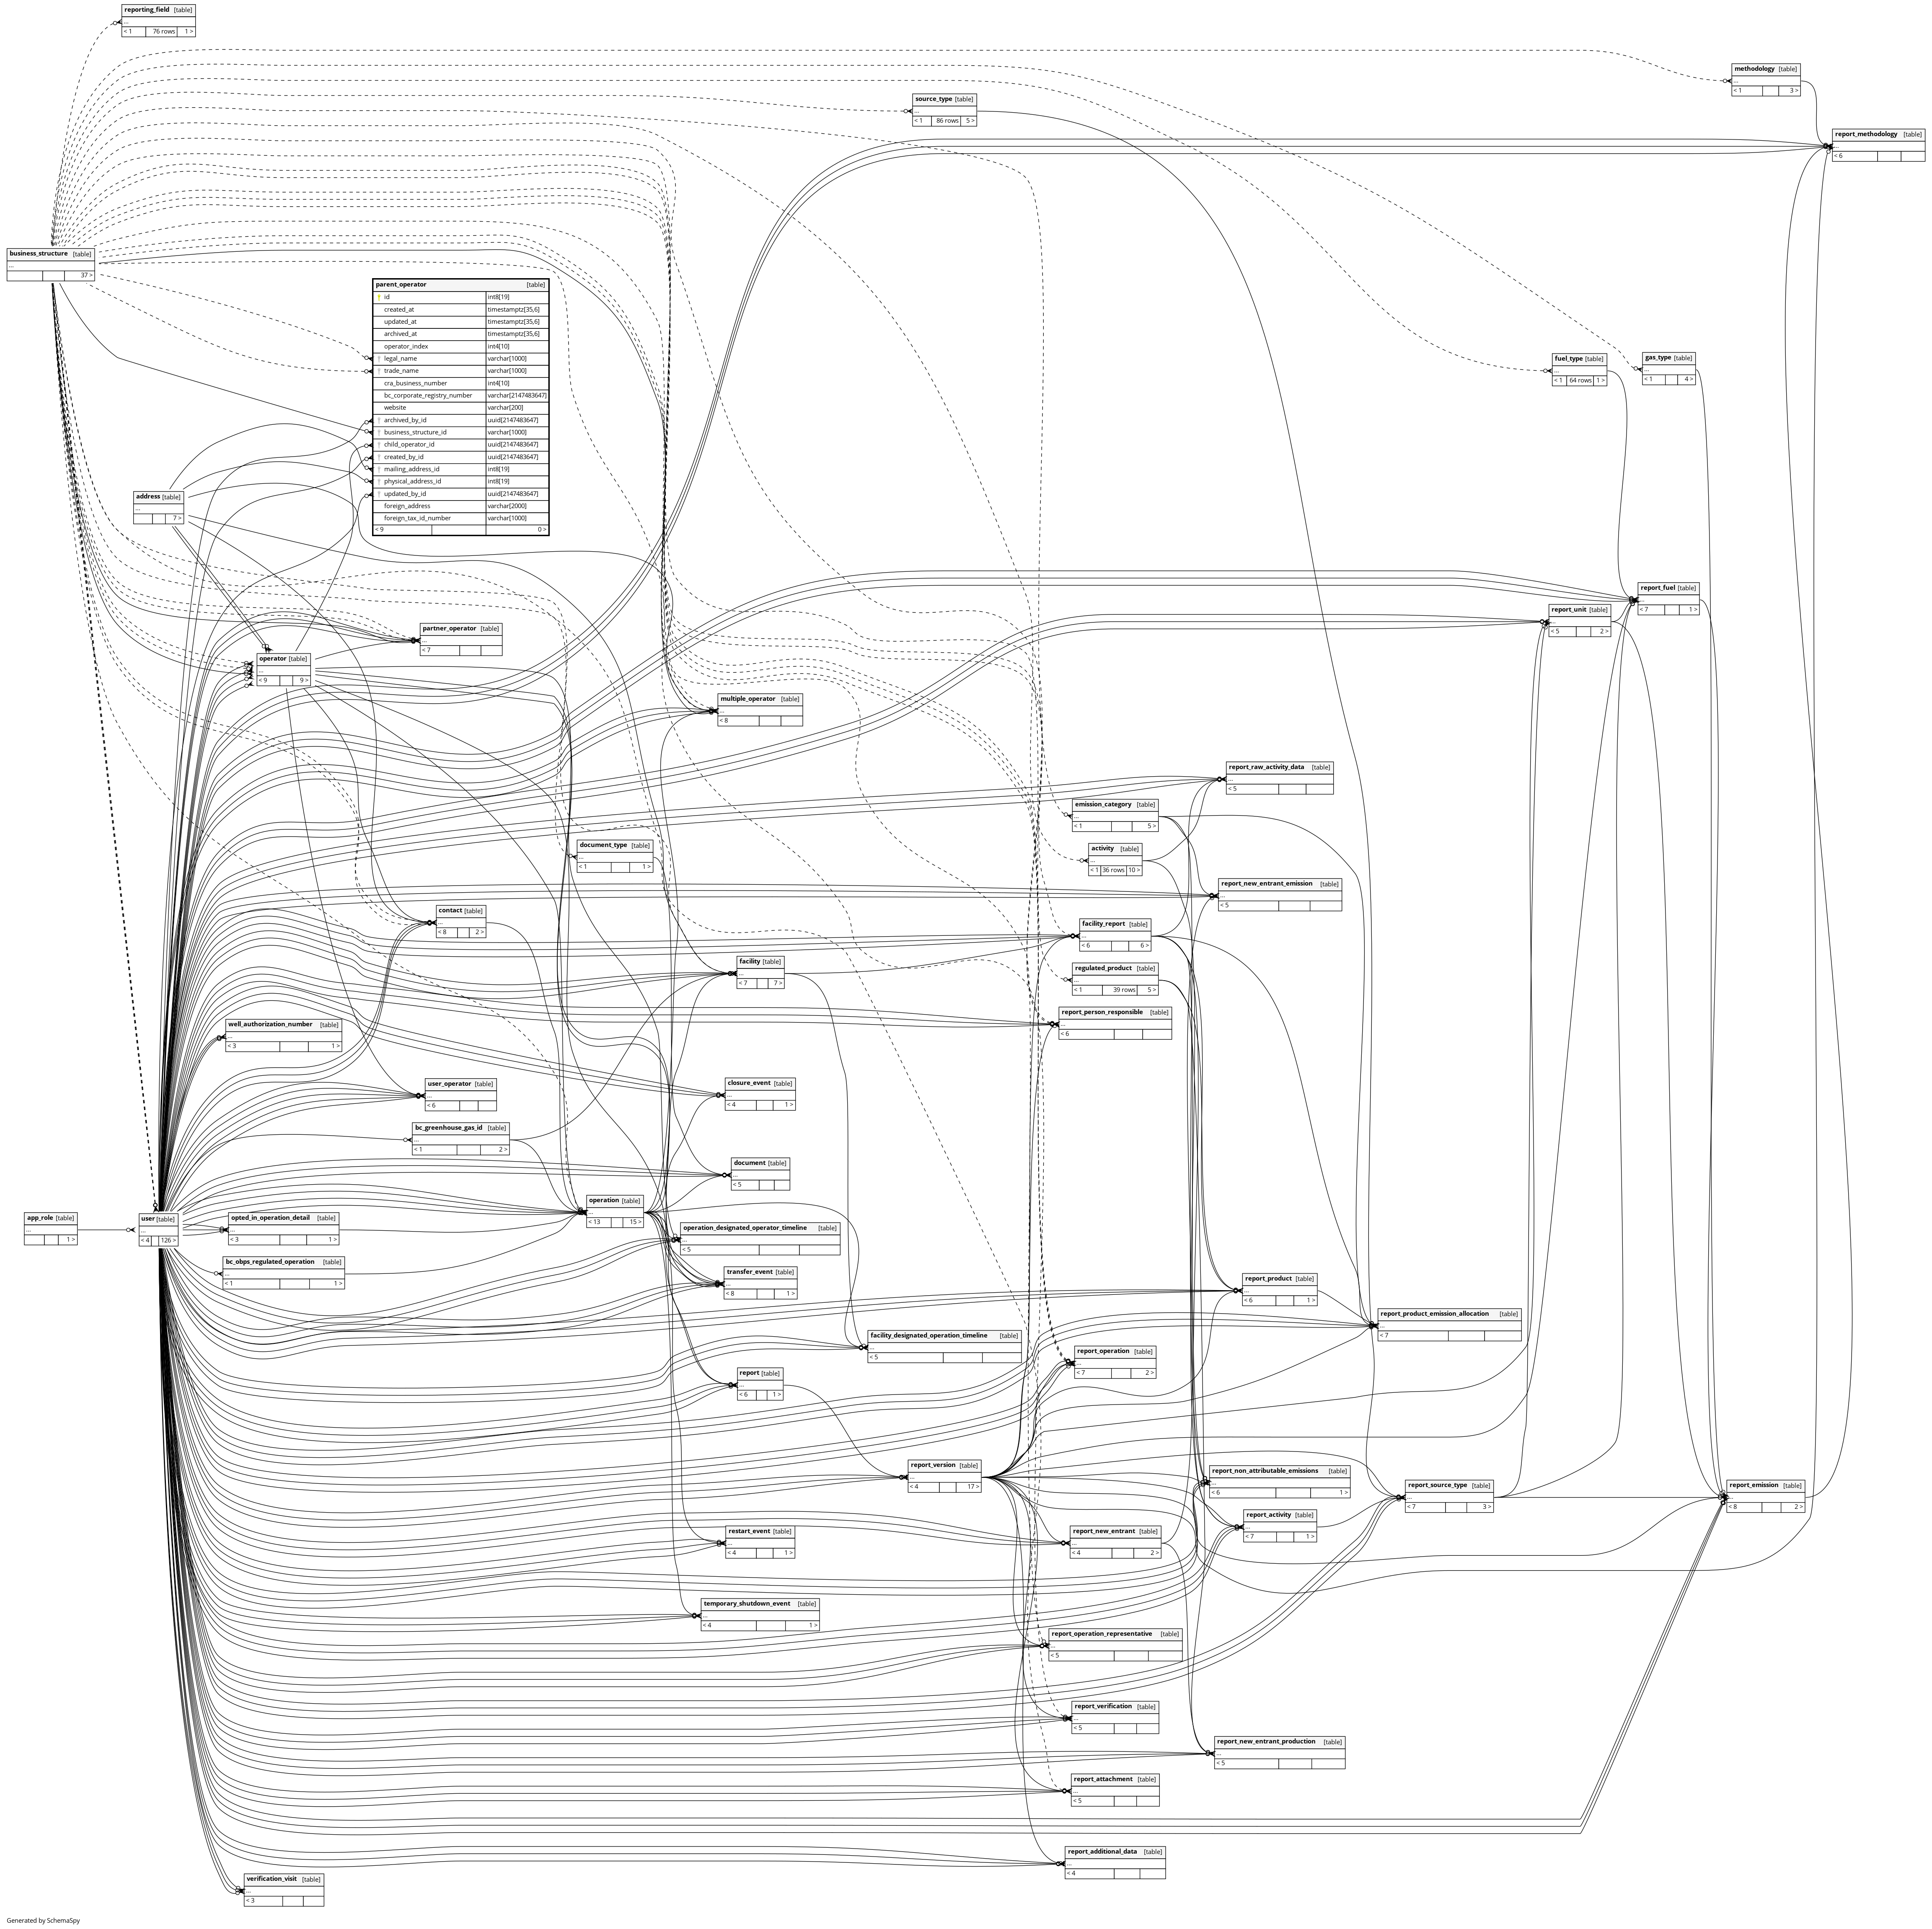 reporting_field [table]
...
< 1 76 rows 1 >
methodology [table]
...
< 1 3 >
source_type [table]
...
< 1 86 rows 5 >
report_methodology [table]
...
< 6
business_structure [table]
...
37 >
parent_operator [table]
id int8[19]
created_at timestamptz[35,6]
updated_at timestamptz[35,6]
archived_at timestamptz[35,6]
operator_index int4[10]
legal_name varchar[1000]
trade_name varchar[1000]
cra_business_number int4[10]
bc_corporate_registry_number varchar[2147483647]
website varchar[200]
archived_by_id uuid[2147483647]
business_structure_id varchar[1000]
child_operator_id uuid[2147483647]
created_by_id uuid[2147483647]
mailing_address_id int8[19]
physical_address_id int8[19]
updated_by_id uuid[2147483647]
foreign_address varchar[2000]
foreign_tax_id_number varchar[1000]
< 9 0 >
fuel_type [table]
...
< 1 64 rows 1 >
gas_type [table]
...
< 1 4 >
address [table]
...
7 >
report_fuel [table]
...
< 7 1 >
report_unit [table]
...
< 5 2 >
partner_operator [table]
...
< 7
operator [table]
...
< 9 9 >
multiple_operator [table]
...
< 8
report_raw_activity_data [table]
...
< 5
emission_category [table]
...
< 1 5 >
document_type [table]
...
< 1 1 >
activity [table]
...
< 1 36 rows 10 >
report_new_entrant_emission [table]
...
< 5
contact [table]
...
< 8 2 >
facility_report [table]
...
< 6 6 >
facility [table]
...
< 7 7 >
regulated_product [table]
...
< 1 39 rows 5 >
report_person_responsible [table]
...
< 6
well_authorization_number [table]
...
< 3 1 >
user_operator [table]
...
< 6
closure_event [table]
...
< 4 1 >
bc_greenhouse_gas_id [table]
...
< 1 2 >
document [table]
...
< 5
operation [table]
...
< 13 15 >
app_role [table]
...
1 >
user [table]
...
< 4 126 >
opted_in_operation_detail [table]
...
< 3 1 >
operation_designated_operator_timeline [table]
...
< 5
bc_obps_regulated_operation [table]
...
< 1 1 >
transfer_event [table]
...
< 8 1 >
report_product [table]
...
< 6 1 >
report_product_emission_allocation [table]
...
< 7
facility_designated_operation_timeline [table]
...
< 5
report_operation [table]
...
< 7 2 >
report [table]
...
< 6 1 >
report_version [table]
...
< 4 17 >
report_non_attributable_emissions [table]
...
< 6 1 >
report_source_type [table]
...
< 7 3 >
report_emission [table]
...
< 8 2 >
report_activity [table]
...
< 7 1 >
restart_event [table]
...
< 4 1 >
report_new_entrant [table]
...
< 4 2 >
temporary_shutdown_event [table]
...
< 4 1 >
report_operation_representative [table]
...
< 5
report_verification [table]
...
< 5
report_new_entrant_production [table]
...
< 5
report_attachment [table]
...
< 5
report_additional_data [table]
...
< 4
verification_visit [table]
...
< 3
Generated by SchemaSpy